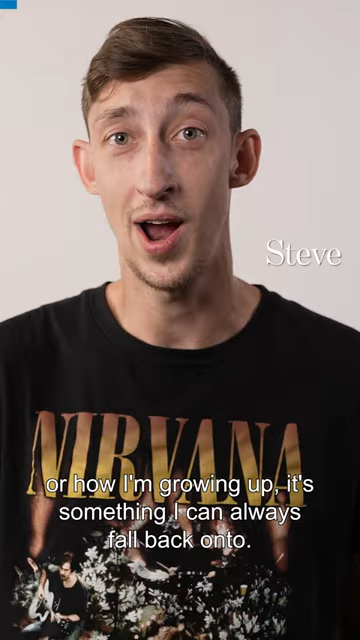 Steve
NIRVANA
or how I'm growing up, it's
something I can always
fall back onto.